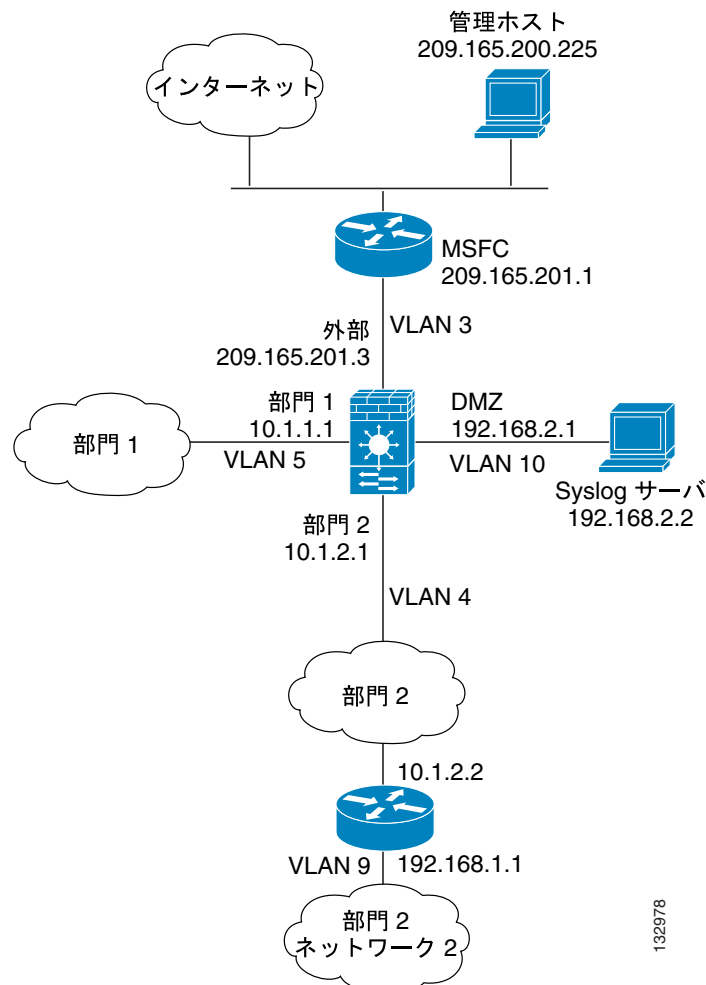 管理ホスト
209.165.200.225
インターネット
MSFC
209.165.201.1
外部
209.165.201.3
VLAN 3
部門 1
10.1.1.1
DMZ
192.168.2.1
部門 1
VLAN 5
VLAN 10
Syslog サーバ
192.168.2.2
部門 2
10.1.2.1
VLAN 4
部門 2
10.1.2.2
VLAN 9
192.168.1.1
部門 2
ネットワーク 2
132978